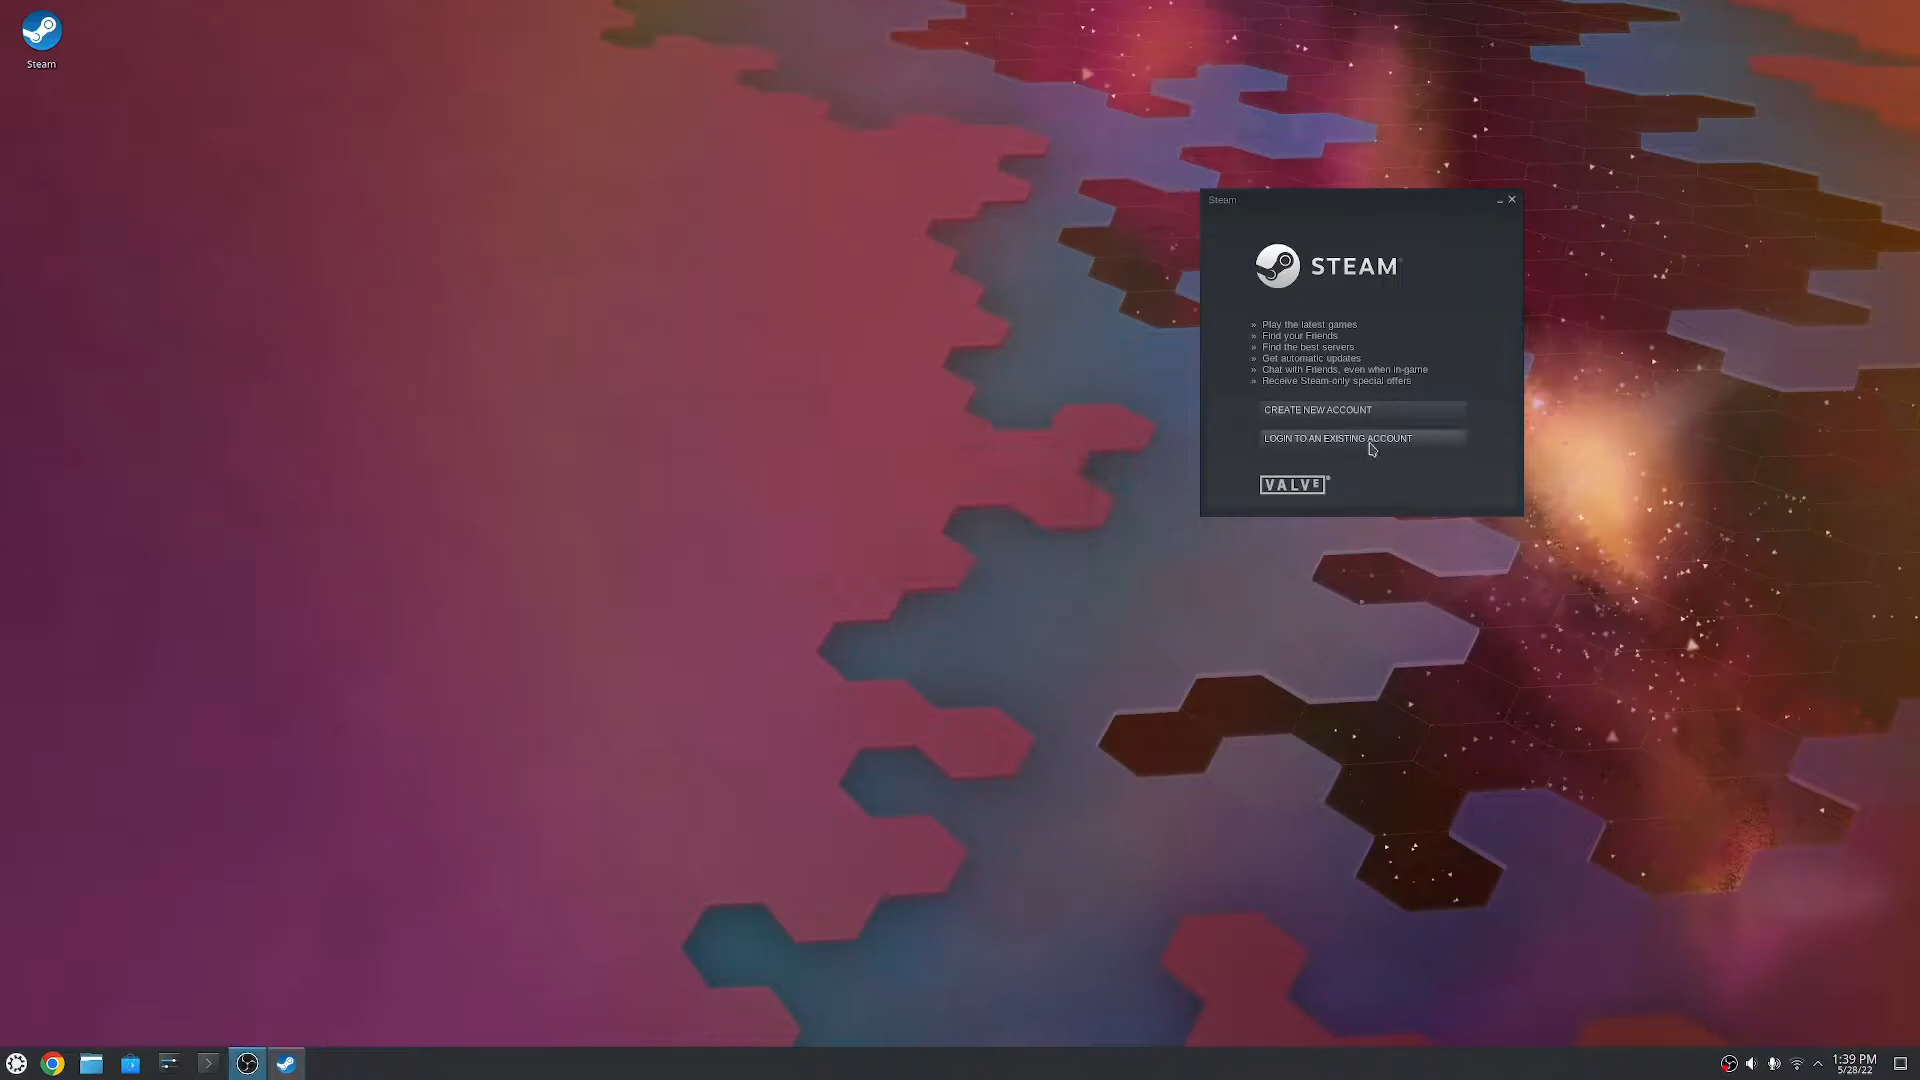 Steam
Steam
STEAM
» Play the latest games
» Find your Friends
» Find the best servers
» Get automatic updates
» Chat with Friends, even when in-game
» Receive Steam-only special offers
CREATE NEW ACCOUNT
LOGIN TO AN EXISTING ACCOUNT
VALVE®
1:39 PM
5/28/22